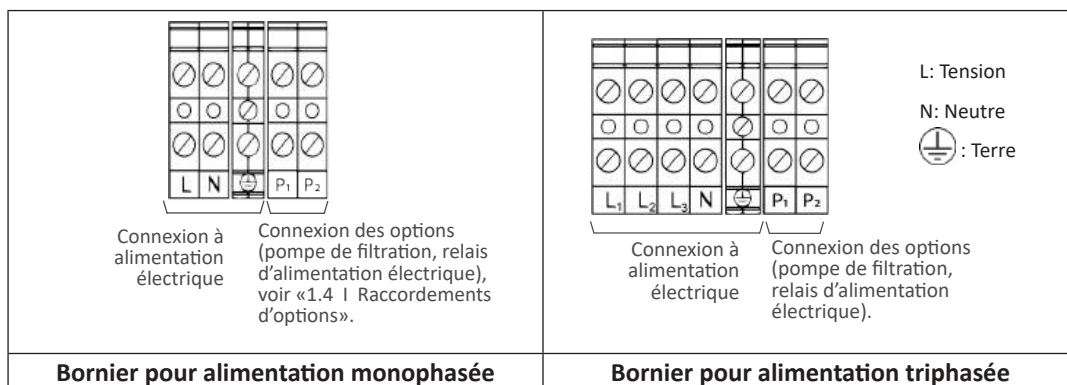 L N P₁ P₂
Connexion à
alimentation
électrique
Connexion des options
(pompe de filtration, relais
d'alimentation électrique),
voir «1.4 I Raccordements
d'options».
Bornier pour alimentation monophasée
L₁ L₂ L₃ N P₁ P₂
L: Tension
N: Neutre
: Terre
Connexion à
alimentation
électrique
Connexion des options
(pompe de filtration,
relais d'alimentation
électrique).
Bornier pour alimentation triphasée